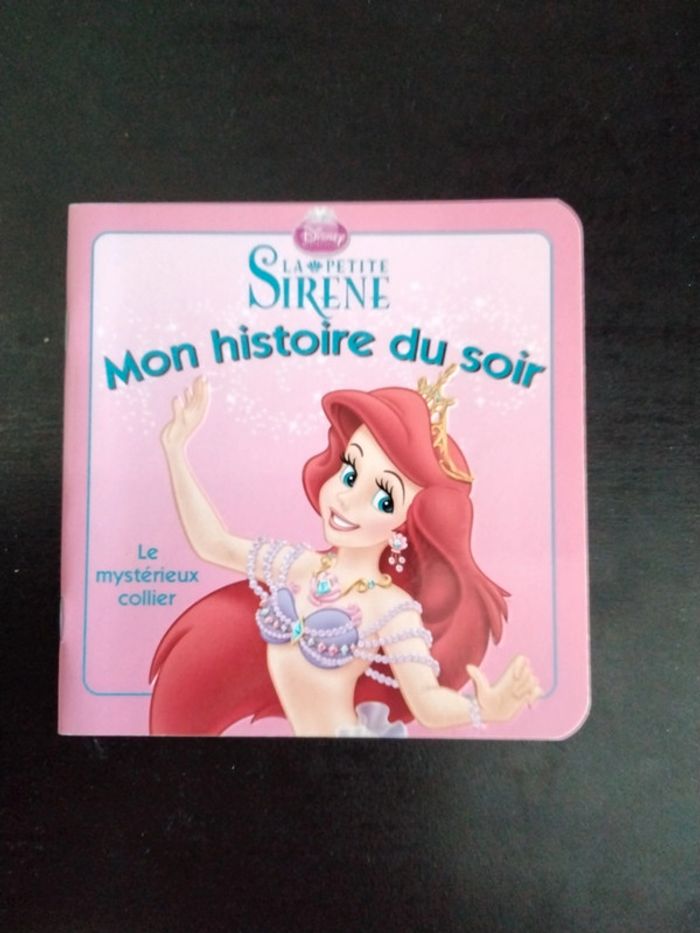 Disney
LA PETITE
SIRENE
Mon histoire du soir
Le
mystérieux
collier